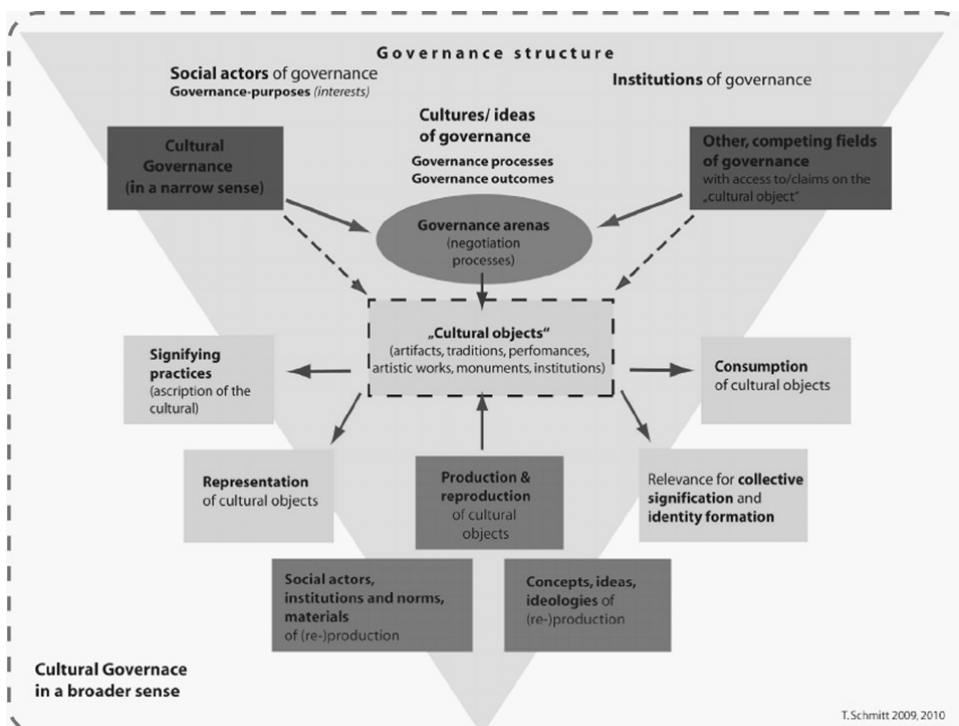 Governance structure
Social actors of governance
Governance-purposes (interests)
Institutions of governance
Cultures/ ideas
of governance
Governance processes
Governance outcomes
Cultural
Governance
(in a narrow sense)
Other, competing fields
of governance
with access to/claims on the
„cultural object"
Governance arenas
(negotiation
processes)
„Cultural objects“
(artifacts, traditions, perfomances,
artistic works, monuments, institutions)
Signifying
practices
(ascription of the
cultural)
Consumption
of cultural objects
Representation
of cultural objects
Production &
reproduction
of cultural
objects
Relevance for collective
signification and
identity formation
Social actors,
institutions and norms,
materials
of (re-)production
Concepts, ideas,
ideologies of
(re-)production
Cultural Governace
in a broader sense
T. Schmitt 2009, 2010